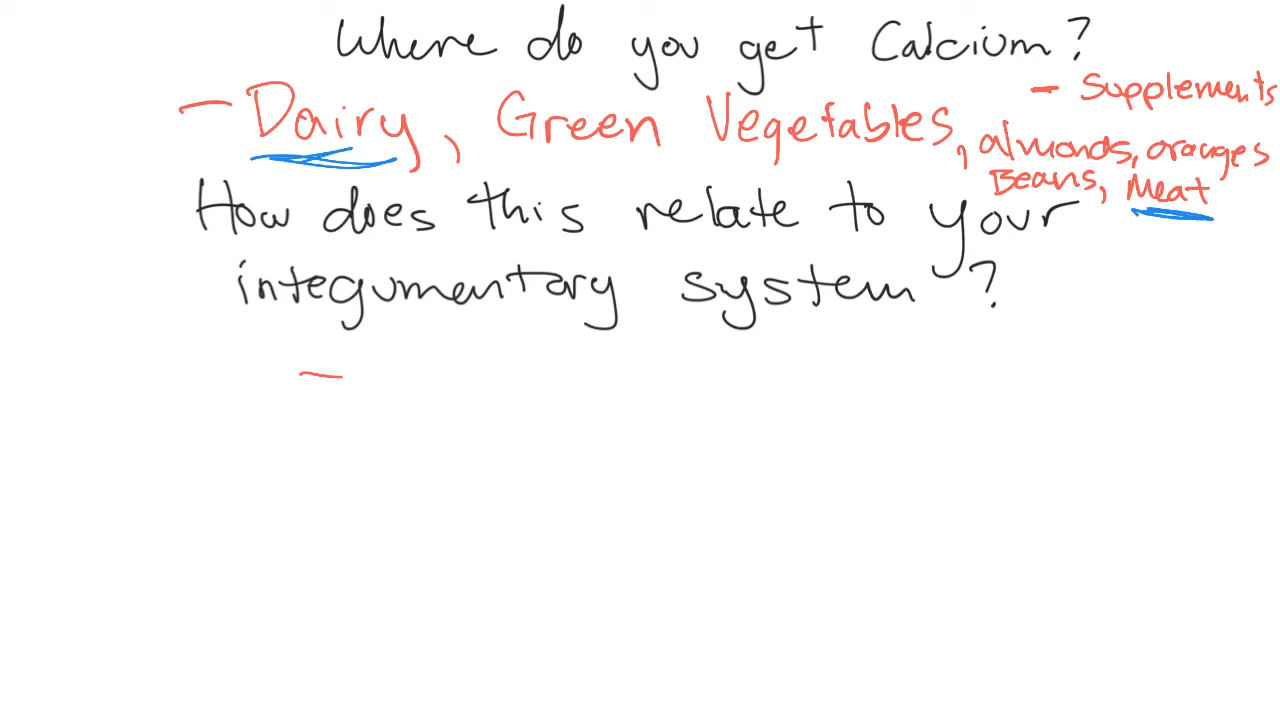 Where do you get Calcium?
- Supplements
- Dairy, Green Vegetables, almonds, oranges
Beans, Meat
How does this relate to your
integumentary system?
-